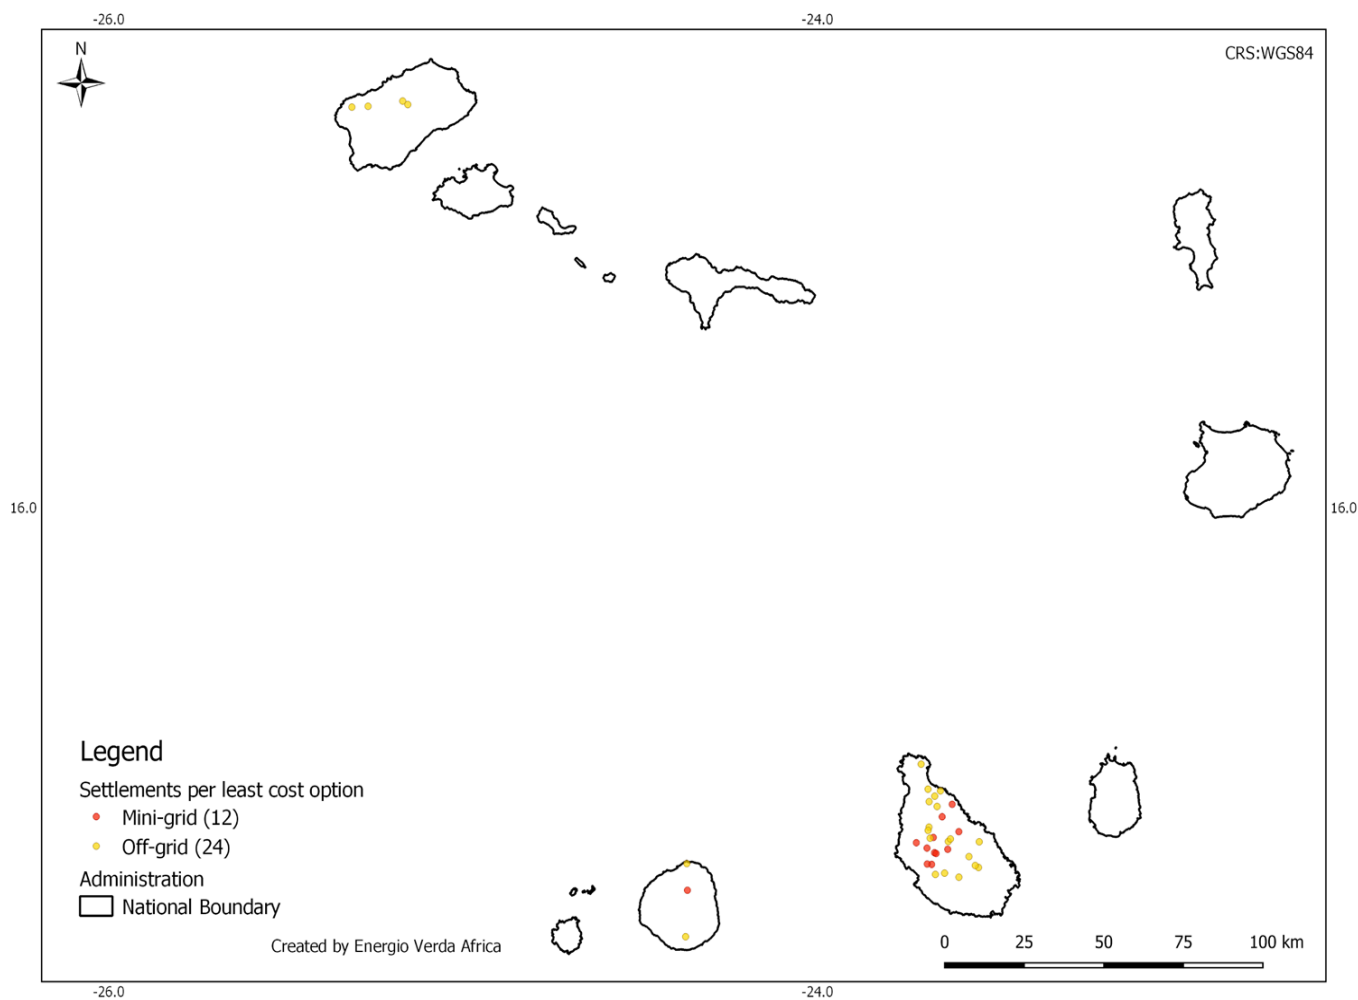 -26.0
-24.0
N
CRS:WGS84
16.0
16.0
Legend
Settlements per least cost option
Mini-grid (12)
Off-grid (24)
Administration
National Boundary
Created by Energio Verda Africa
0 25 50 75 100 km
-26.0
-24.0